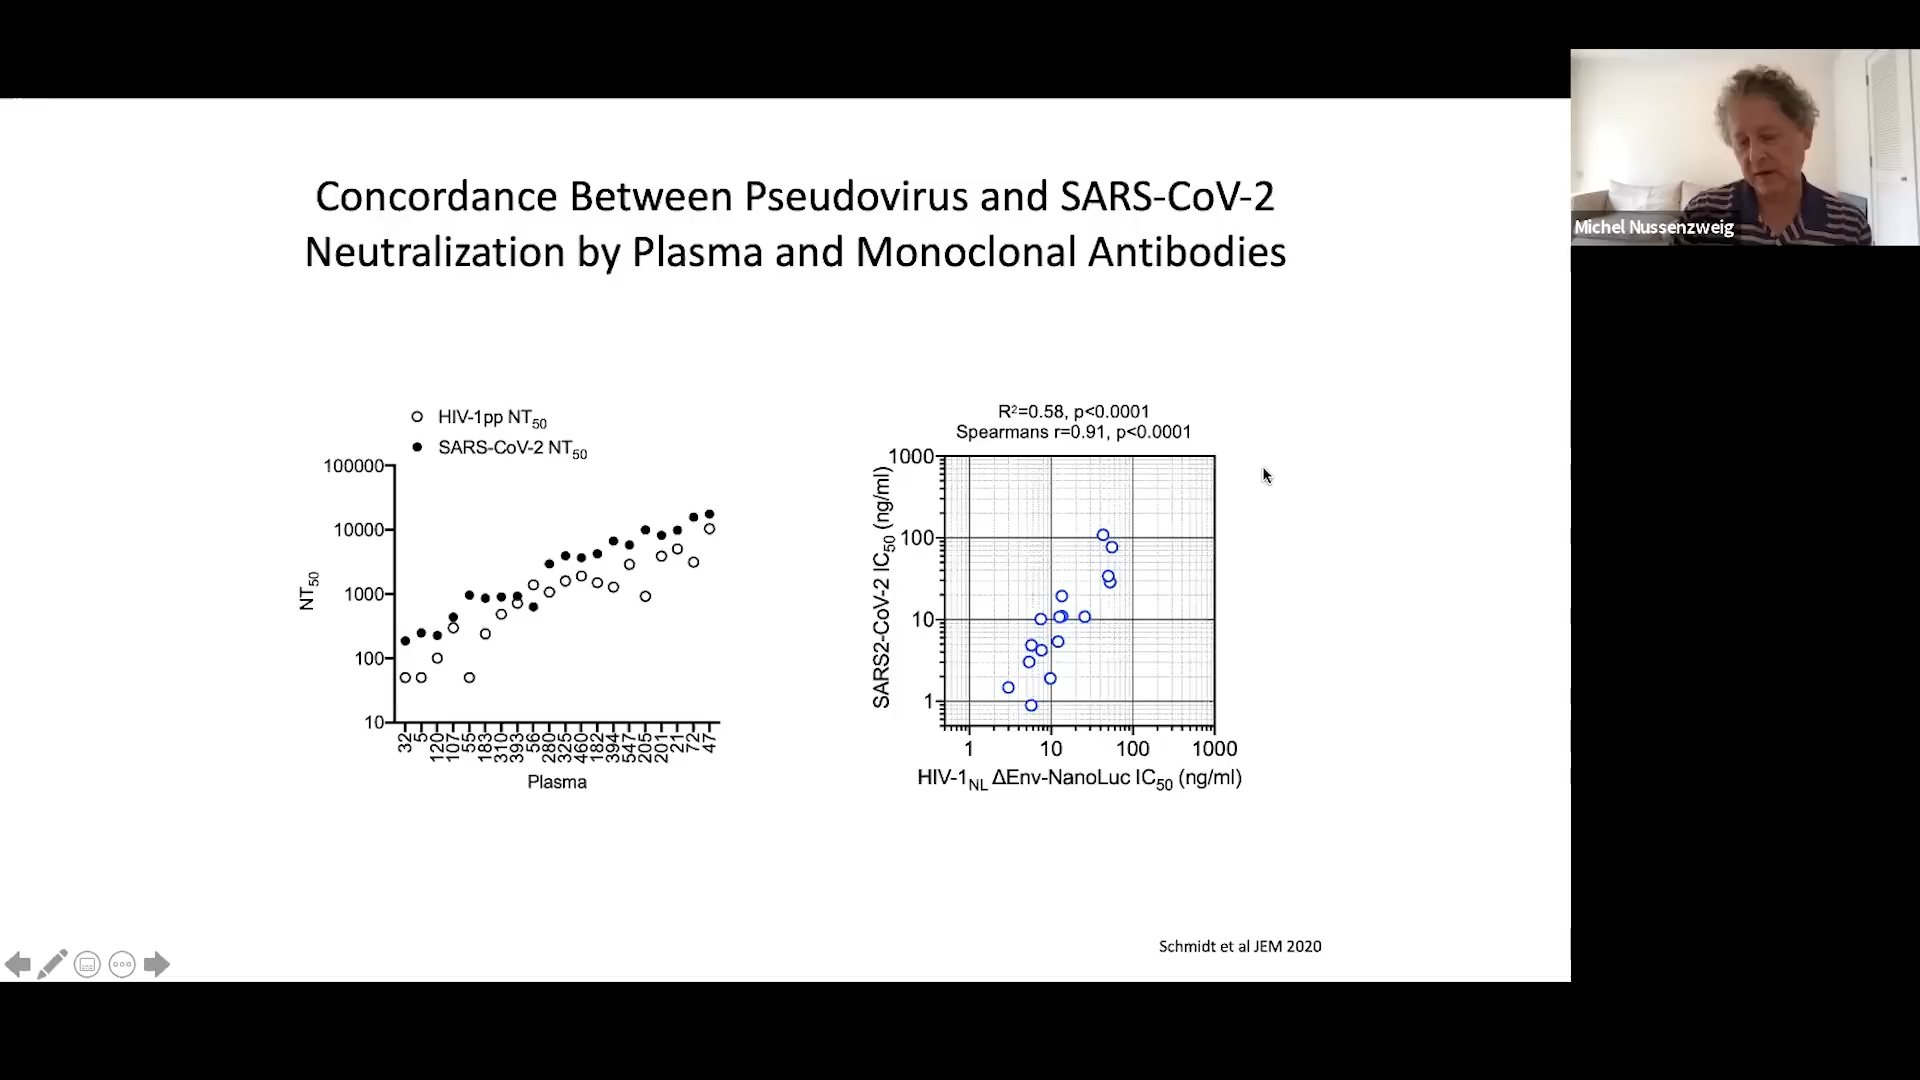 Concordance Between Pseudovirus and SARS-CoV-2
Neutralization by Plasma and Monoclonal Antibodies
Michel Nussenzweig
HIV-1pp NT50
SARS-CoV-2 NT50
100000
10000
1000
100
10
NT50
32 5 120 107 55 183 310 393 56 280 325 460 182 394 547 205 201 21 72 47
Plasma
R²=0.58, p<0.0001
Spearmans r=0.91, p<0.0001
1000
100
10
1
SARS2-CoV-2 IC50 (ng/ml)
1 10 100 1000
HIV-1NL ΔEnv-NanoLuc IC50 (ng/ml)
Schmidt et al JEM 2020